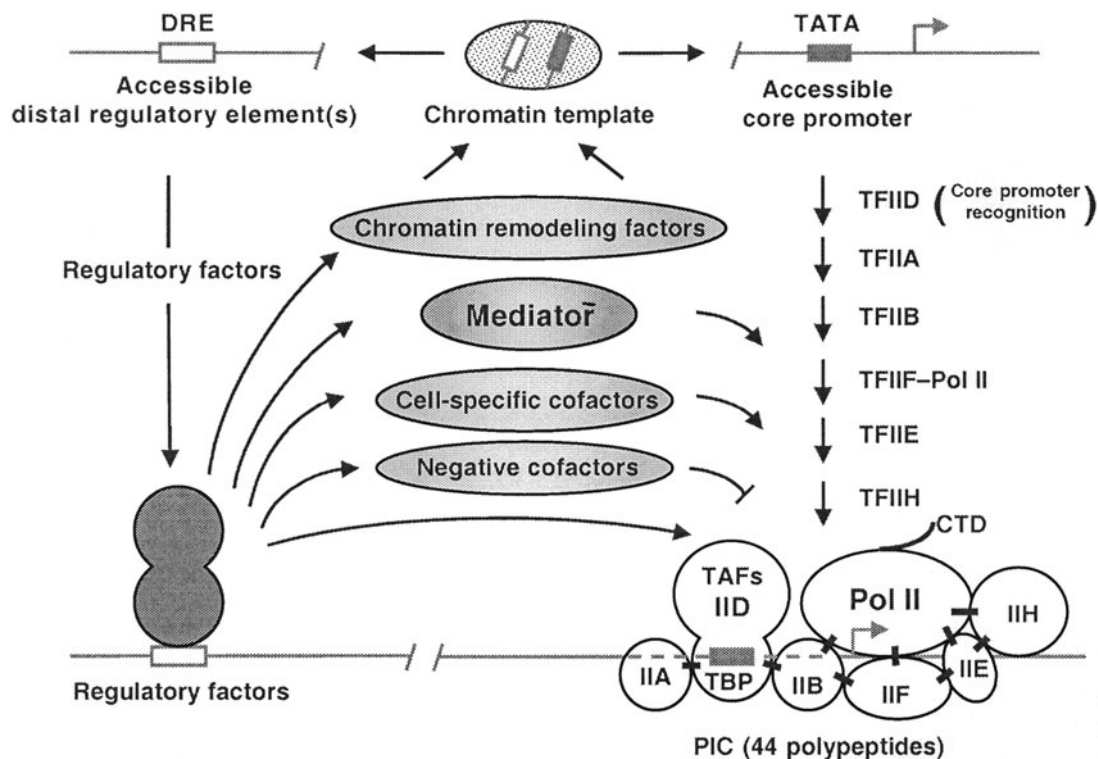 DRE
TATA
Accessible
distal regulatory element(s)
Chromatin template
Accessible
core promoter
Chromatin remodeling factors
TFIID (Core promoter
recognition)
TFIIA
Regulatory factors
Mediator
TFIIB
TFIIF–Pol II
Cell-specific cofactors
TFIIE
Negative cofactors
TFIIH
CTD
TAFs
IID
Pol II
IIH
IIA
TBP
IIB
IIF
IIE
Regulatory factors
PIC (44 polypeptides)